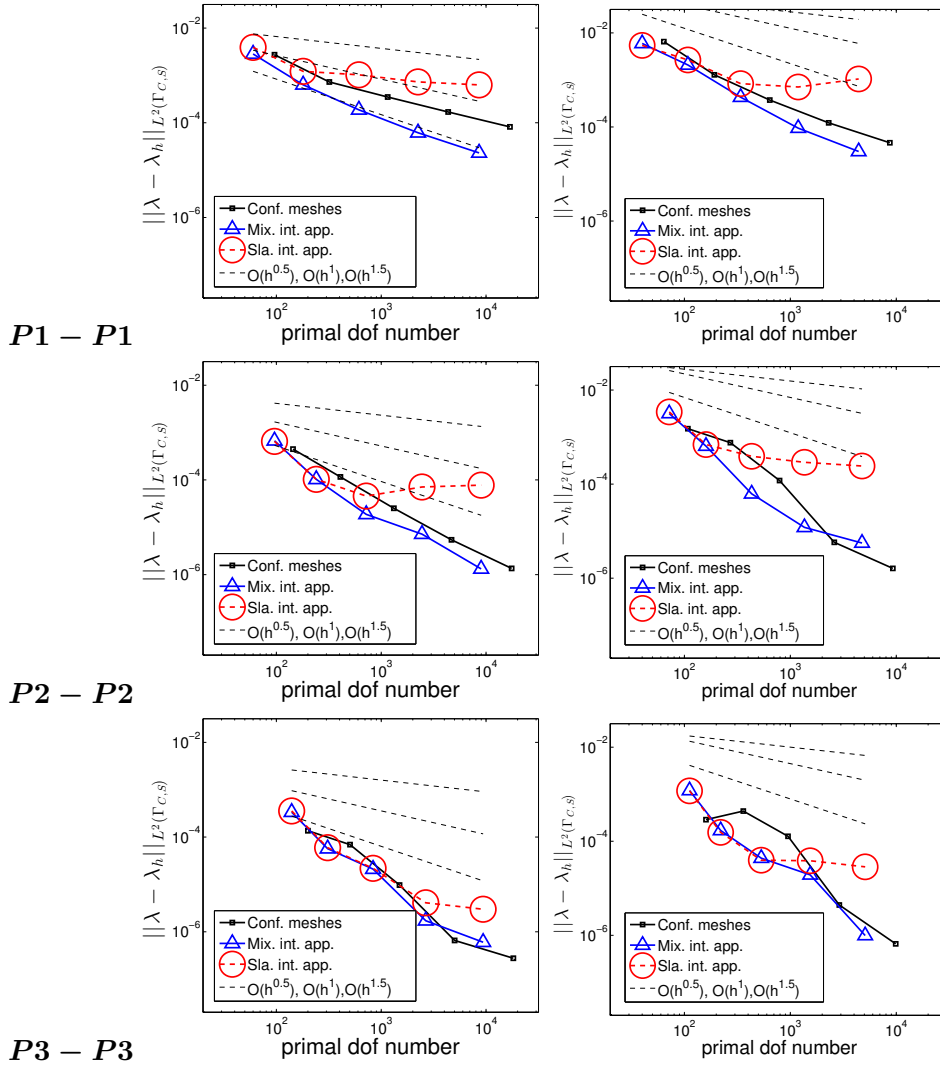 10^-2
10^-4
10^-6
||λ − λ_h||_{L²(Γ_{C,S})}
Conf. meshes
Mix. int. app.
Sla. int. app.
O(h^0.5), O(h^1),O(h^1.5)
10^2 10^3 10^4
primal dof number
10^-2
10^-4
10^-6
||λ − λ_h||_{L²(Γ_{C,S})}
Conf. meshes
Mix. int. app.
Sla. int. app.
O(h^0.5), O(h^1),O(h^1.5)
10^2 10^3 10^4
primal dof number
P1 − P1
10^-2
10^-4
10^-6
||λ − λ_h||_{L²(Γ_{C,S})}
Conf. meshes
Mix. int. app.
Sla. int. app.
O(h^0.5), O(h^1),O(h^1.5)
10^2 10^3 10^4
primal dof number
10^-2
10^-4
10^-6
||λ − λ_h||_{L²(Γ_{C,S})}
Conf. meshes
Mix. int. app.
Sla. int. app.
O(h^0.5), O(h^1),O(h^1.5)
10^2 10^3 10^4
primal dof number
P2 − P2
10^-2
10^-4
10^-6
||λ − λ_h||_{L²(Γ_{C,S})}
Conf. meshes
Mix. int. app.
Sla. int. app.
O(h^0.5), O(h^1),O(h^1.5)
10^2 10^3 10^4
primal dof number
10^-2
10^-4
10^-6
||λ − λ_h||_{L²(Γ_{C,S})}
Conf. meshes
Mix. int. app.
Sla. int. app.
O(h^0.5), O(h^1),O(h^1.5)
10^2 10^3 10^4
primal dof number
P3 − P3